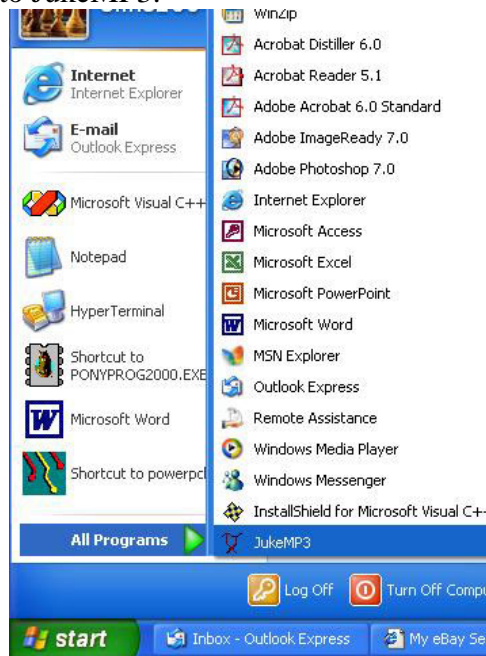 to JukeMP3.
WinZip
Acrobat Distiller 6.0
Acrobat Reader 5.1
Adobe Acrobat 6.0 Standard
Adobe ImageReady 7.0
Adobe Photoshop 7.0
Internet Explorer
Microsoft Access
Microsoft Excel
Microsoft PowerPoint
Microsoft Word
MSN Explorer
Outlook Express
Remote Assistance
Windows Media Player
Windows Messenger
InstallShield for Microsoft Visual C+
JukeMP3
Internet
Internet Explorer
E-mail
Outlook Express
Microsoft Visual C++
Notepad
HyperTerminal
Shortcut to
PONYPROG2000.EXE
Microsoft Word
Shortcut to powerpcl
All Programs
Log Off
Turn Off Compu
start
Inbox - Outlook Express
My eBay Se